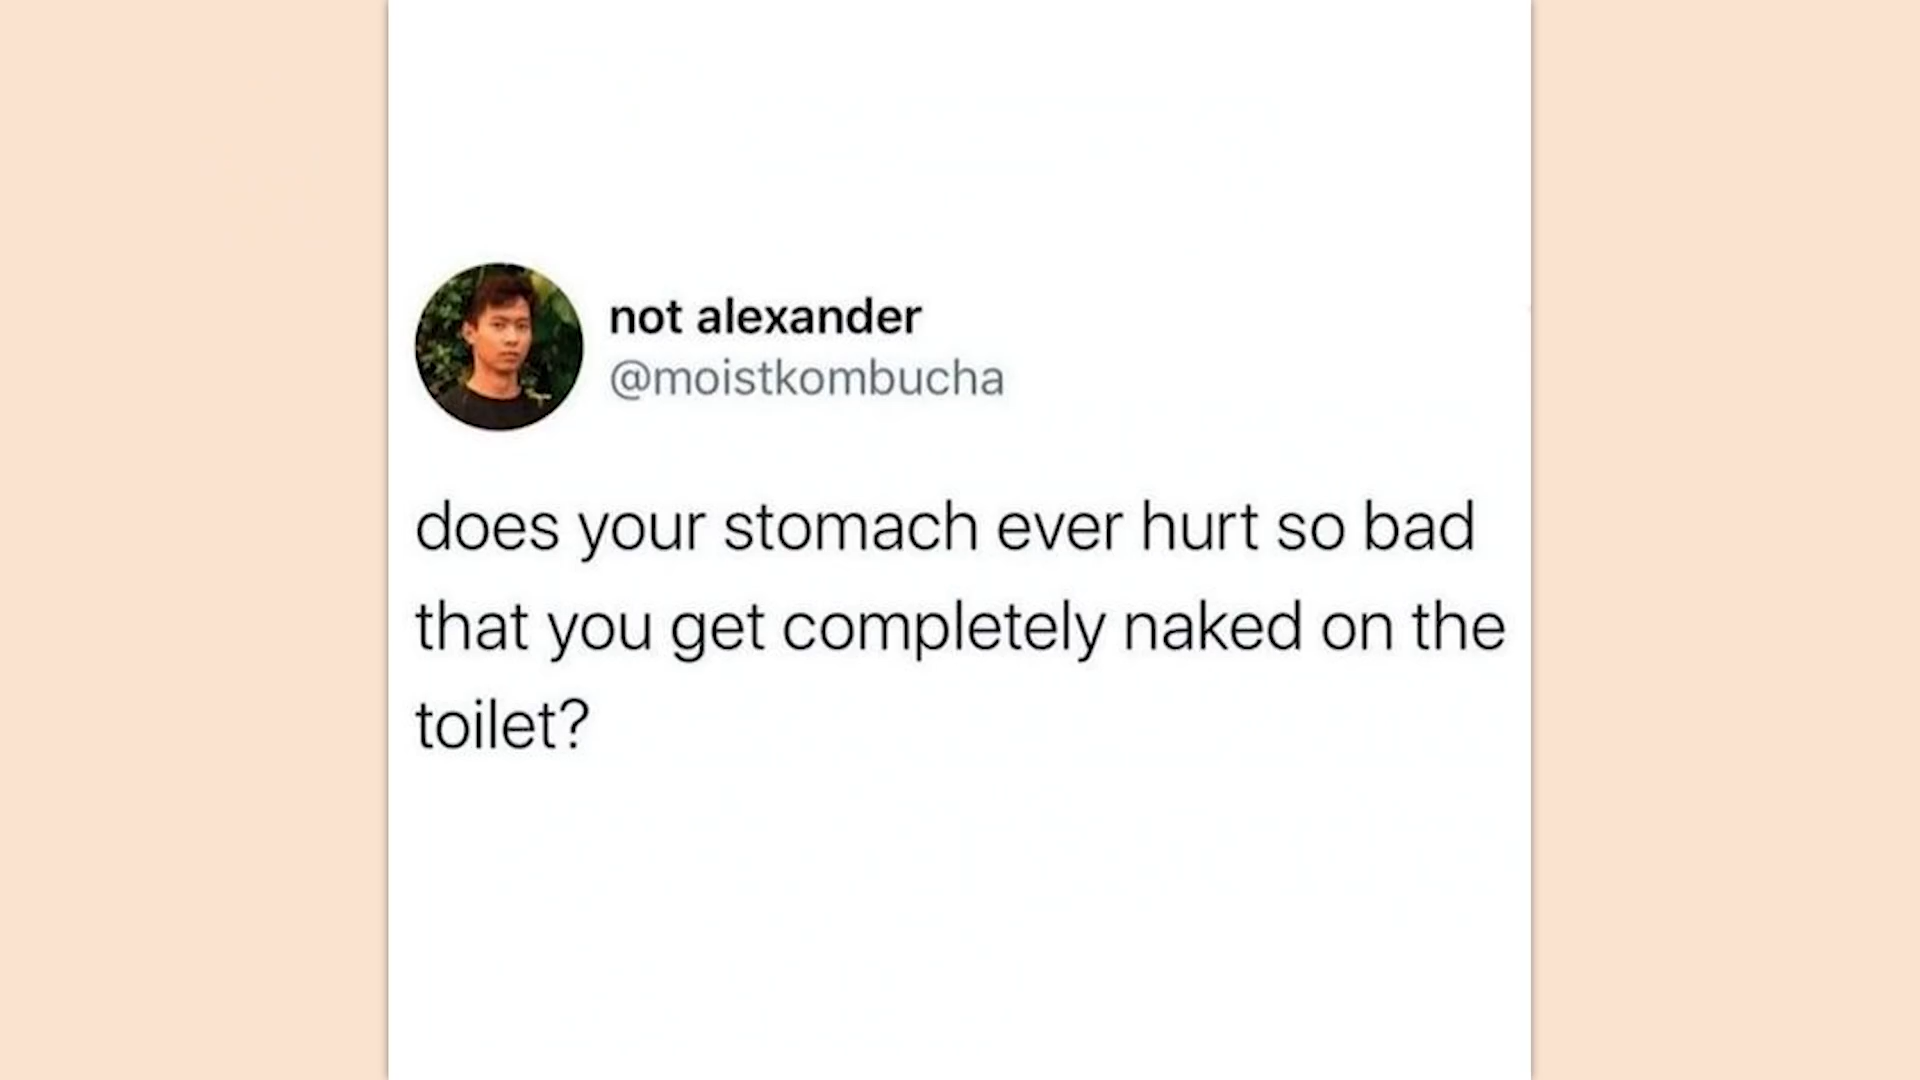 not alexander
@moistkombucha
does your stomach ever hurt so bad
that you get completely naked on the
toilet?